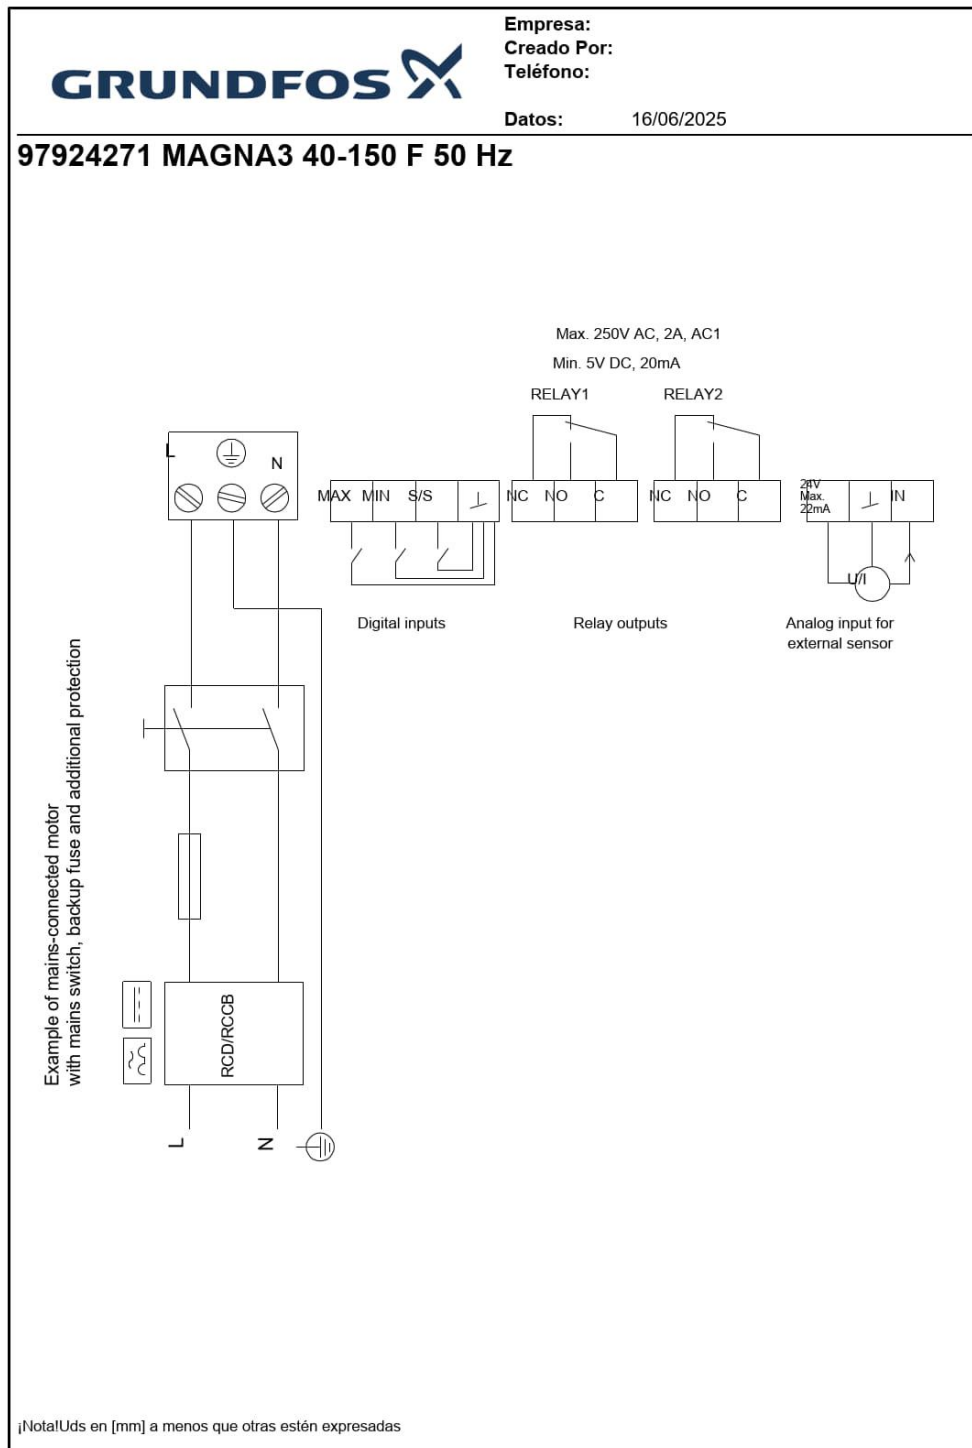 GRUNDFOS
Empresa:
Creado Por:
Teléfono:
Datos: 16/06/2025
97924271 MAGNA3 40-150 F 50 Hz
Max. 250V AC, 2A, AC1
Min. 5V DC, 20mA
RELAY1 RELAY2
L
N
MAX MIN S/S
NC NO C
NC NO C
24V
Max.
22mA
IN
U/I
Digital inputs
Relay outputs
Analog input for
external sensor
Example of mains-connected motor
with mains switch, backup fuse and additional protection
RCD/RCCB
L
N
¡Nota!Uds en [mm] a menos que otras estén expresadas